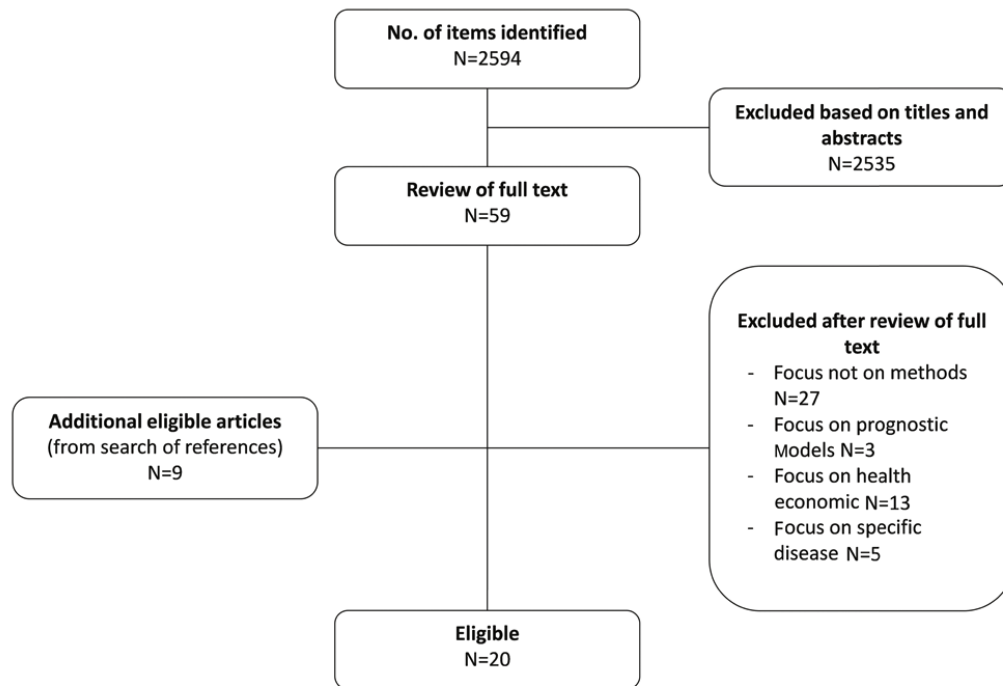 No. of items identified
N=2594
Excluded based on titles and
abstracts
N=2535
Review of full text
N=59
Excluded after review of full
text
- Focus not on methods
N=27
- Focus on prognostic
Models N=3
- Focus on health
economic N=13
- Focus on specific
disease N=5
Additional eligible articles
(from search of references)
N=9
Eligible
N=20